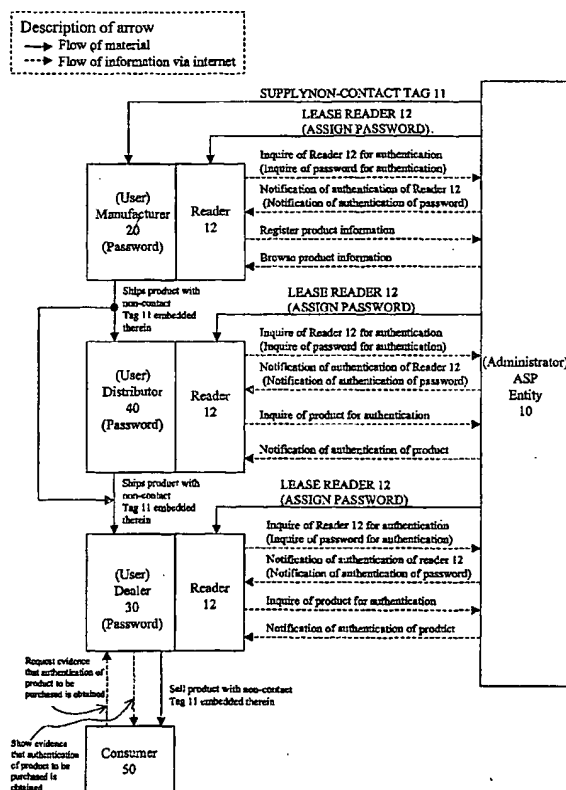 Description of arrow
Flow of material
Flow of information via internet
SUPPLYNON-CONTACT TAG 11
LEASE READER 12
(ASSIGN PASSWORD).
(User)
Manufacturer
20
(Password)
Reader
12
Inquire of Reader 12 for authentication
(Inquire of password for authentication)
Notification of authentication of Reader 12
(Notification of authentication of password)
Register product information
Browse product information
Ships product with
non-contact
Tag 11 embedded
therein
LEASE READER 12
(ASSIGN PASSWORD)
(User)
Distributor
40
(Password)
Reader
12
Inquire of Reader 12 for authentication
(Inquire of password for authentication)
Notification of authentication of Reader 12
(Notification of authentication of password)
Inquire of product for authentication
Notification of authentication of product
(Administrator)
ASP
Entity
10
Ships product with
non-contact
Tag 11 embedded
therein
LEASE READER 12
(ASSIGN PASSWORD)
(User)
Dealer
30
(Password)
Reader
12
Inquire of Reader 12 for authentication
(Inquire of password for authentication)
Notification of authentication of reader 12
(Notification of authentication of password)
Inquire of product for authentication
Notification of authentication of product
Request evidence
that authentication of
product to be
purchased is obtained
Sell product with non-contact
Tag 11 embedded therein
Show evidence
that authentication
of product to be
purchased is
obtained
Consumer
50